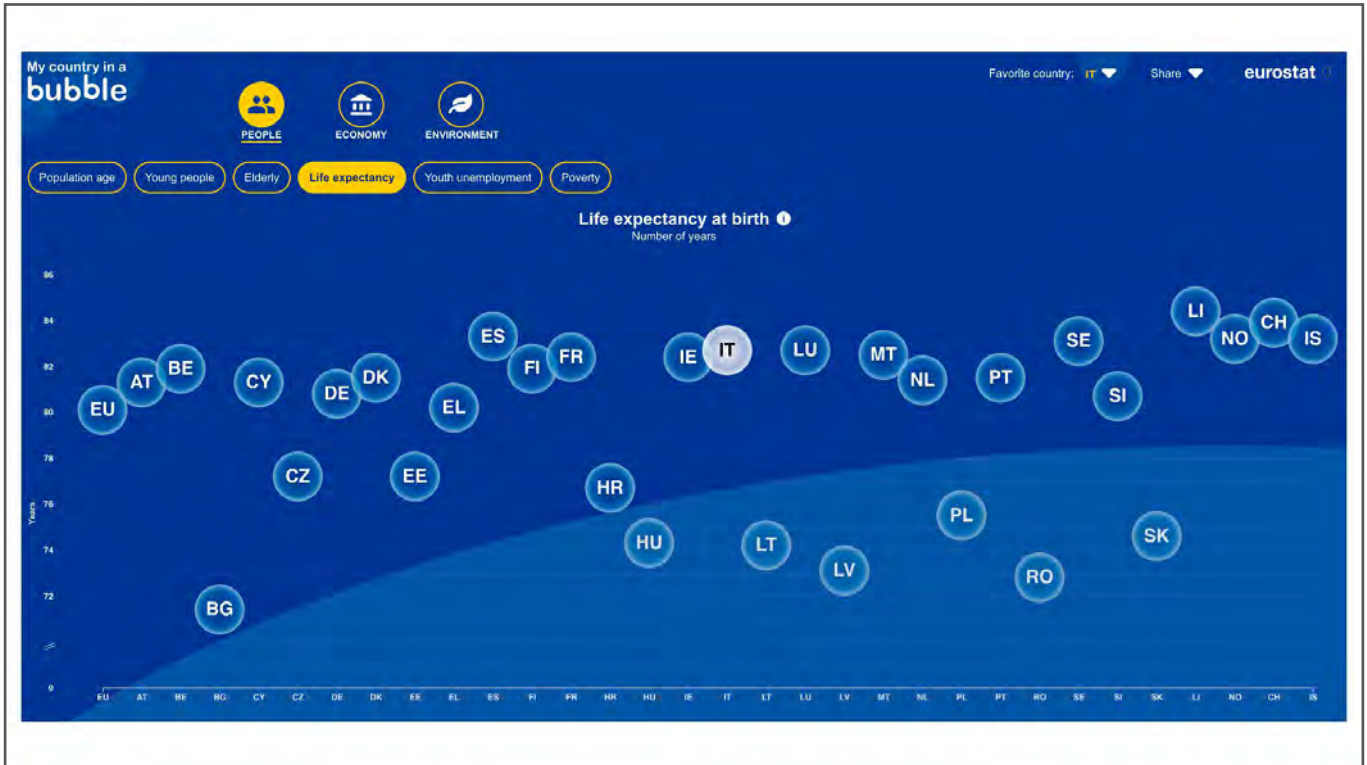 My country in a
bubble
Favorite country: IT
Share
eurostat
PEOPLE
ECONOMY
ENVIRONMENT
Population age
Young people
Elderly
Life expectancy
Youth unemployment
Poverty
Life expectancy at birth
Number of years
Years
86
84
82
80
78
76
74
72
0
EU
AT
BE
BG
CY
CZ
DE
DK
EE
EL
ES
FI
FR
HR
HU
IE
IT
LT
LU
LV
MT
NL
PL
PT
RO
SE
SI
SK
LI
NO
CH
IS
EU AT BE BG CY CZ DE DK EE EL ES FI FR HR HU IE IT LT LU LV MT NL PL PT RO SE SI SK LI NO CH IS